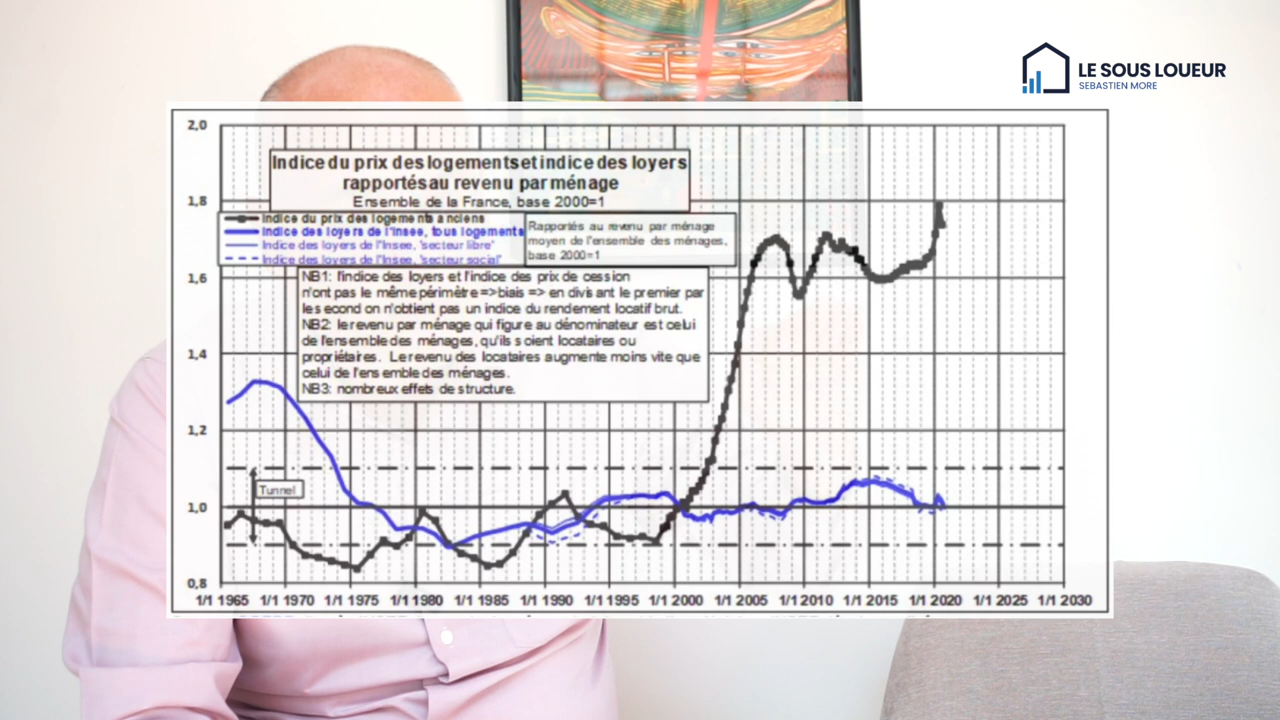 LE SOUS LOUEUR
SEBASTIEN MORE
2,0
Indice du prix des logements et indice des loyers
rapportés au revenu par ménage
Ensemble de la France, base 2000=1
1,8
Indice du prix des logements anciens
Indice des loyers de l'Insee, tous logements
Indice des loyers de l'Insee, 'secteur libre'
Indice des loyers de l'Insee, 'secteur social'
Rapportés au revenu par ménage
moyen de l'ensemble des ménages,
base 2000=1
NB1: l'indice des loyers et l'indice des prix de cession
n'ont pas le même périmètre =>biais => en divisant le premier par
le second on n'obtient pas un indice du rendement locatif brut.
NB2: le revenu par ménage qui figure au dénominateur est celui
de l'ensemble des ménages, qu'ils soient locataires ou
propriétaires. Le revenu des locataires augmente moins vite que
celui de l'ensemble des ménages.
NB3: nombreux effets de structure.
1,6
1,4
1,2
Tunnel
1,0
0,8
1/1 1965 1/1 1970 1/1 1975 1/1 1980 1/1 1985 1/1 1990 1/1 1995 1/1 2000 1/1 2005 1/1 2010 1/1 2015 1/1 2020 1/1 2025 1/1 2030